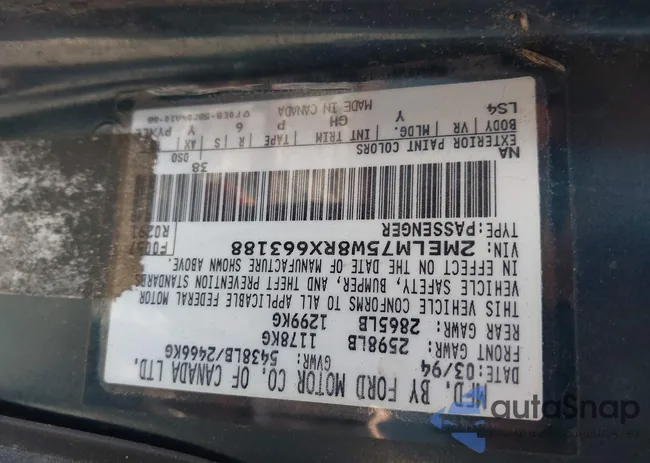 MFD. BY FORD MOTOR CO. OF CANADA LTD.
DATE:03/94 GVWR: 5438LB/2466KG
FRONT GAWR: 2598LB 1178KG
REAR GAWR: 2865LB 1299KG
THIS VEHICLE CONFORMS TO ALL APPLICABLE FEDERAL MOTOR
VEHICLE SAFETY, BUMPER, AND THEFT PREVENTION STANDARDS
IN EFFECT ON THE DATE OF MANUFACTURE SHOWN ABOVE.
VIN: 2MELM75W8RX663188
TYPE:PASSENGER
R0291
38
NA
EXTERIOR PAINT COLORS DSO
BODY VR MLDG. INT TRIM TAPE R S AX
LS4 Y GH P 6 Y
MADE IN CANADA
autoSnap